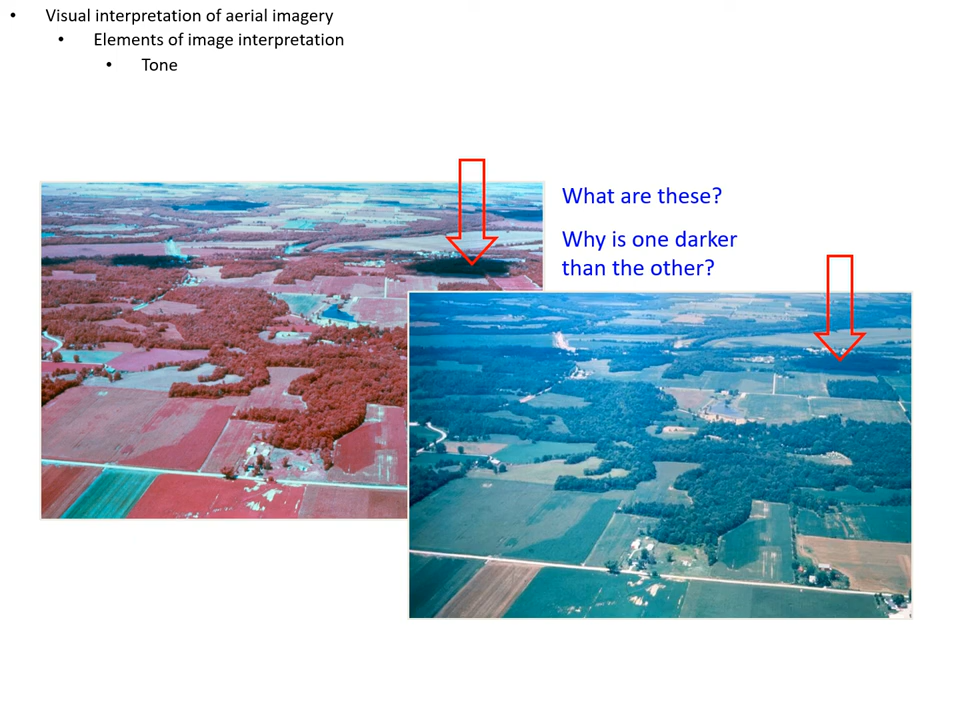 Visual interpretation of aerial imagery
Elements of image interpretation
Tone
What are these?
Why is one darker
than the other?